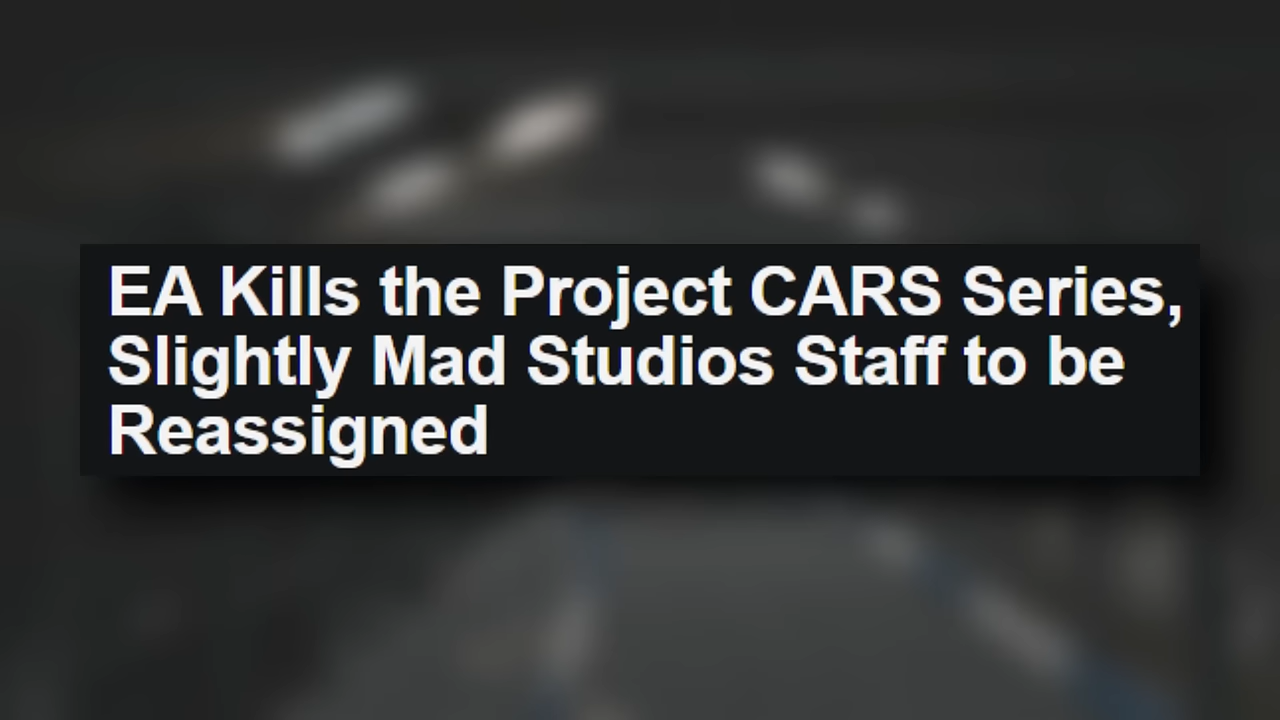 EA Kills the Project CARS Series,
Slightly Mad Studios Staff to be
Reassigned